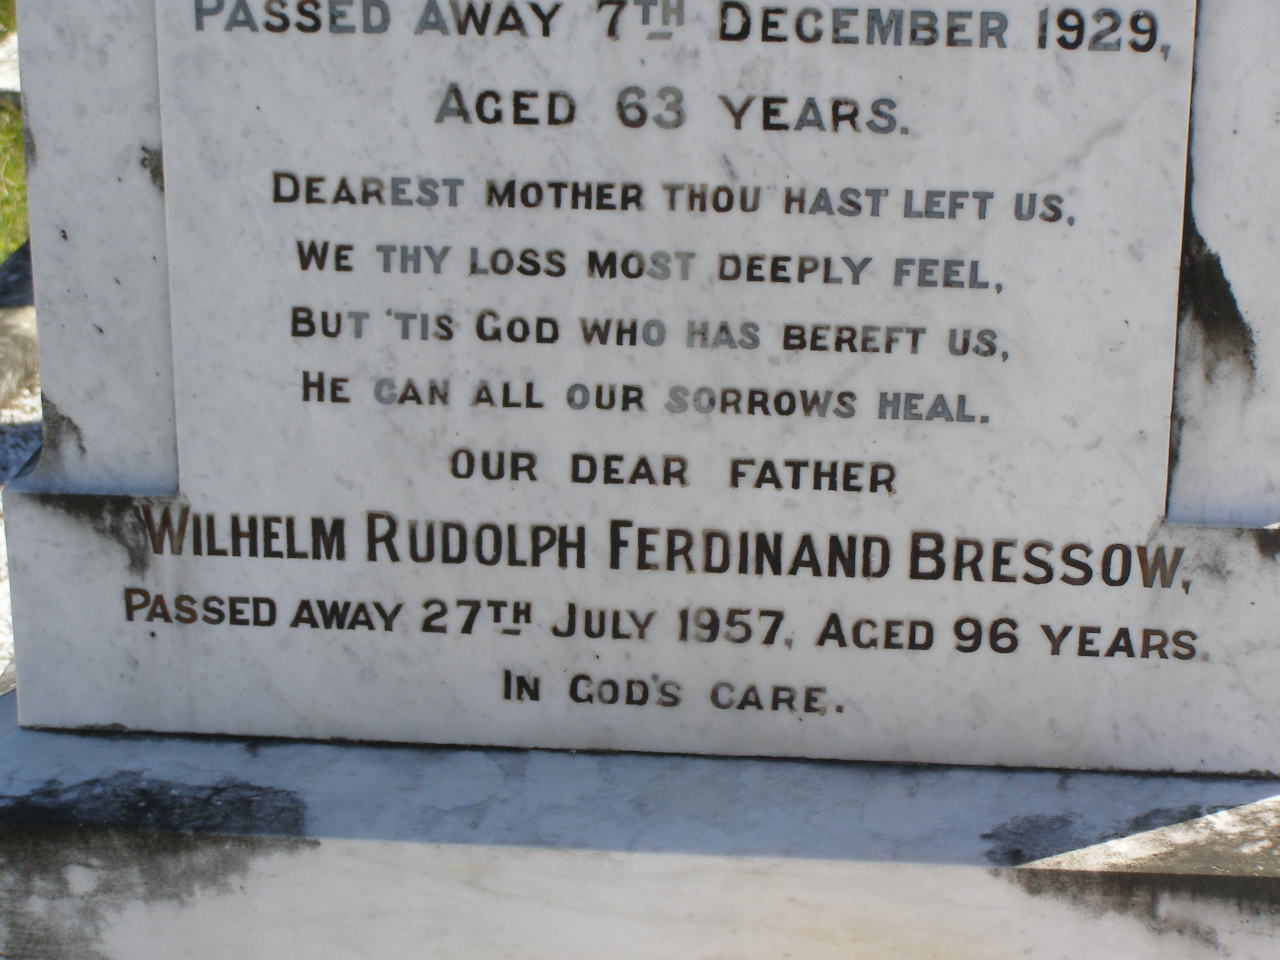 PASSED AWAY 7TH DECEMBER 1929,
AGED 63 YEARS.
DEAREST MOTHER THOU HAST LEFT US,
WE THY LOSS MOST DEEPLY FEEL,
BUT 'TIS GOD WHO HAS BEREFT US,
HE CAN ALL OUR SORROWS HEAL.
OUR DEAR FATHER
WILHELM RUDOLPH FERDINAND BRESSOW,
PASSED AWAY 27TH JULY 1957, AGED 96 YEARS.
IN GOD'S CARE.